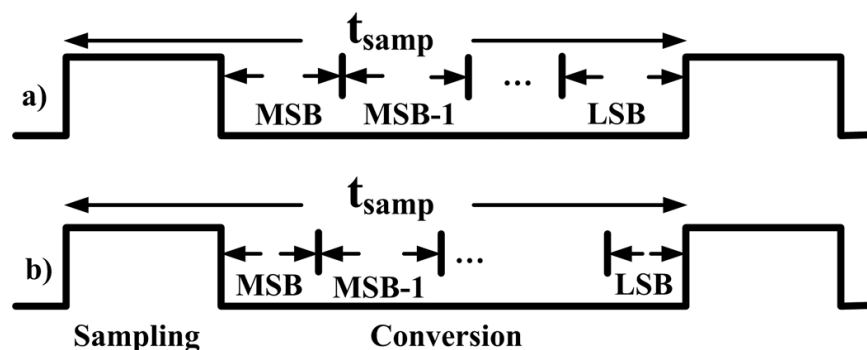 t_samp
a)
MSB MSB-1 ... LSB
t_samp
b)
MSB MSB-1 ... LSB
Sampling Conversion